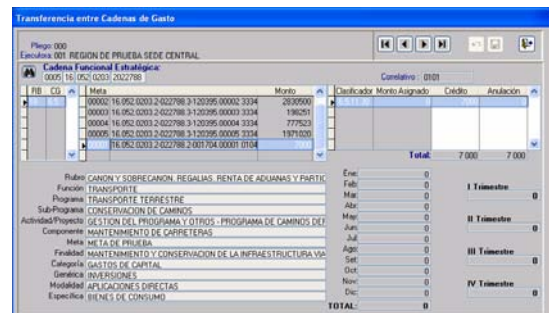 Transferencia entre Cadenas de Gasto
Pliego: 000
Ejecutora: 001 REGION DE PRUEBA SEDE CENTRAL
Cadena Funcional Estratégica:
0005 16 052 0203 2022788
Correlativo: 0101
RB CG Meta Monto Clasificador Monto Asignado Crédito Anulación
00002 16.052.0203.2-022788.3-120395.00002 3334 2830500
00003 16.052.0203.2-022788.3-120395.00003 3334 198251
00004 16.052.0203.2-022788.3-120395.00004 3334 777523
00005 16.052.0203.2-022788.3-120395.00005 3334 1971020
16.052.0203.2-022788.2-001704.00001 0104 7000
Total: 7 000 7 000
Rubro CANON Y SOBRECANON, REGALIAS, RENTA DE ADUANAS Y PARTIC
Función TRANSPORTE
Programa TRANSPORTE TERRESTRE
Sub-Programa CONSERVACION DE CAMINOS
Actividad/Proyecto GESTION DEL PROGRAMA Y OTROS - PROGRAMA DE CAMINOS DEP
Componente MANTENIMIENTO DE CARRETERAS
Meta META DE PRUEBA
Finalidad MANTENIMIENTO Y CONSERVACION DE LA INFRAESTRUCTURA VIA
Categoría GASTOS DE CAPITAL
Genérica INVERSIONES
Modalidad APLICACIONES DIRECTAS
Específica BIENES DE CONSUMO
Ene: 0
Feb: 0
Mar: 0
Abr: 0
May: 0
Jun: 0
Jul: 0
Ago: 0
Set: 0
Oct: 0
Nov: 0
Dic: 0
TOTAL: 0
I Trimestre
0
II Trimestre
0
III Trimestre
0
IV Trimestre
0